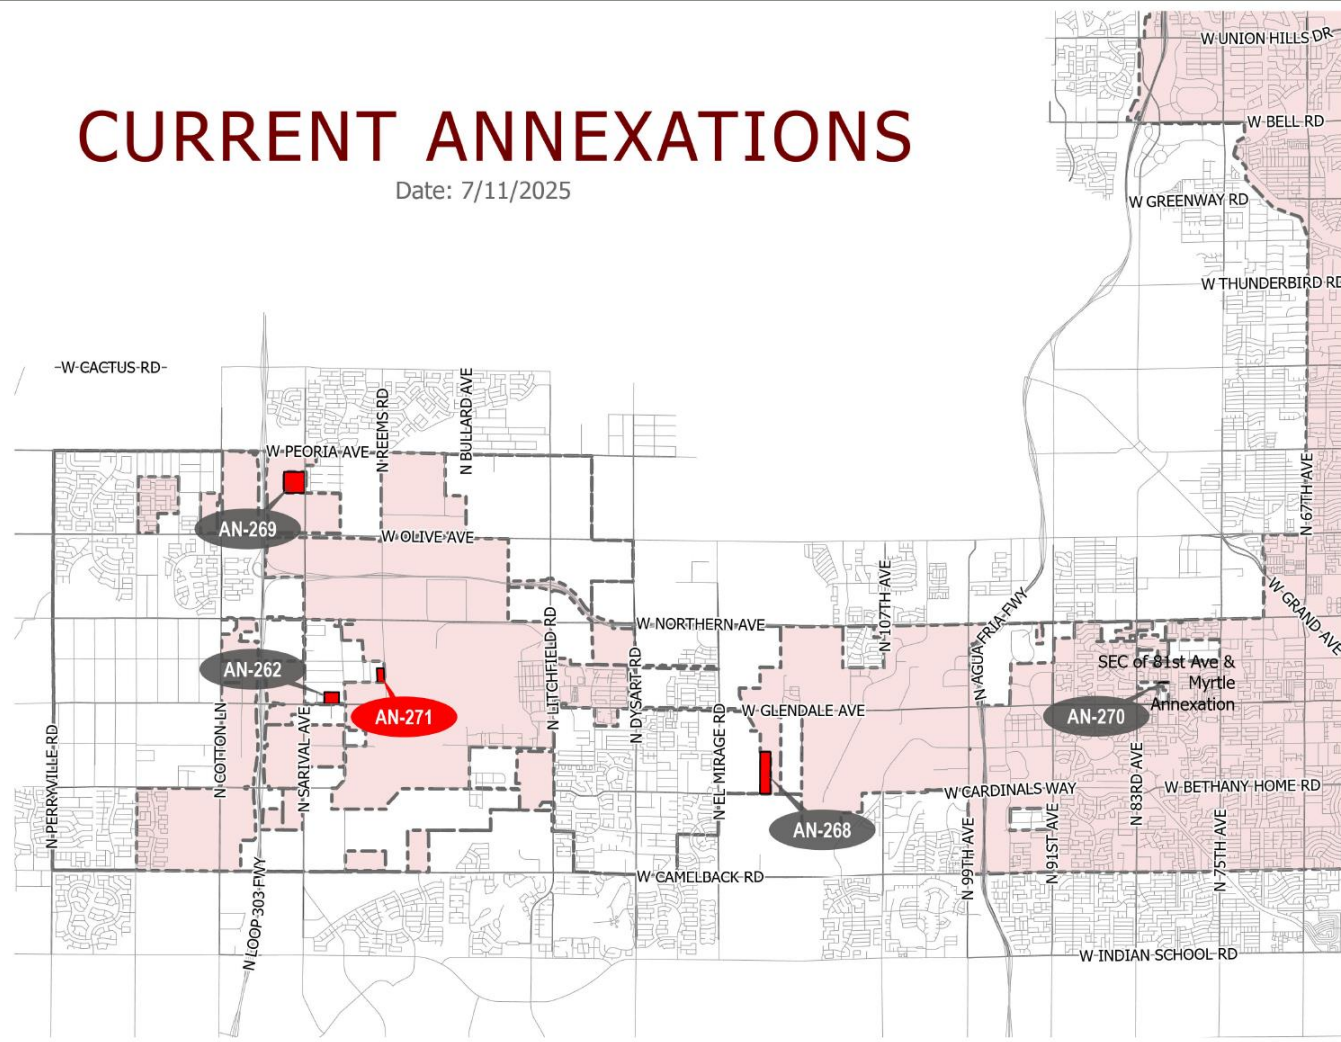 W UNION HILLS DR
CURRENT ANNEXATIONS
Date: 7/11/2025
W BELL RD
W GREENWAY RD
W THUNDERBIRD RD
W CACTUS RD
N REEMS RD
N BULLARD AVE
W PEORIA AVE
N 67TH AVE
AN-269
W OLIVE AVE
N 107TH AVE
N AGUA FRIA FWY
W GRAND AVE
N LITCHFIELD RD
W NORTHERN AVE
N DYSART RD
SEC of 81st Ave &
Myrtle
Annexation
AN-262
AN-271
AN-270
W GLENDALE AVE
N PERRYVILLE RD
N COTTON LN
N SARIVAL AVE
N EL MIRAGE RD
N 83RD AVE
W CARDINALS WAY
W BETHANY HOME RD
AN-268
N 99TH AVE
N 91ST AVE
N 75TH AVE
W CAMELBACK RD
N LOOP 303 FWY
W INDIAN SCHOOL RD